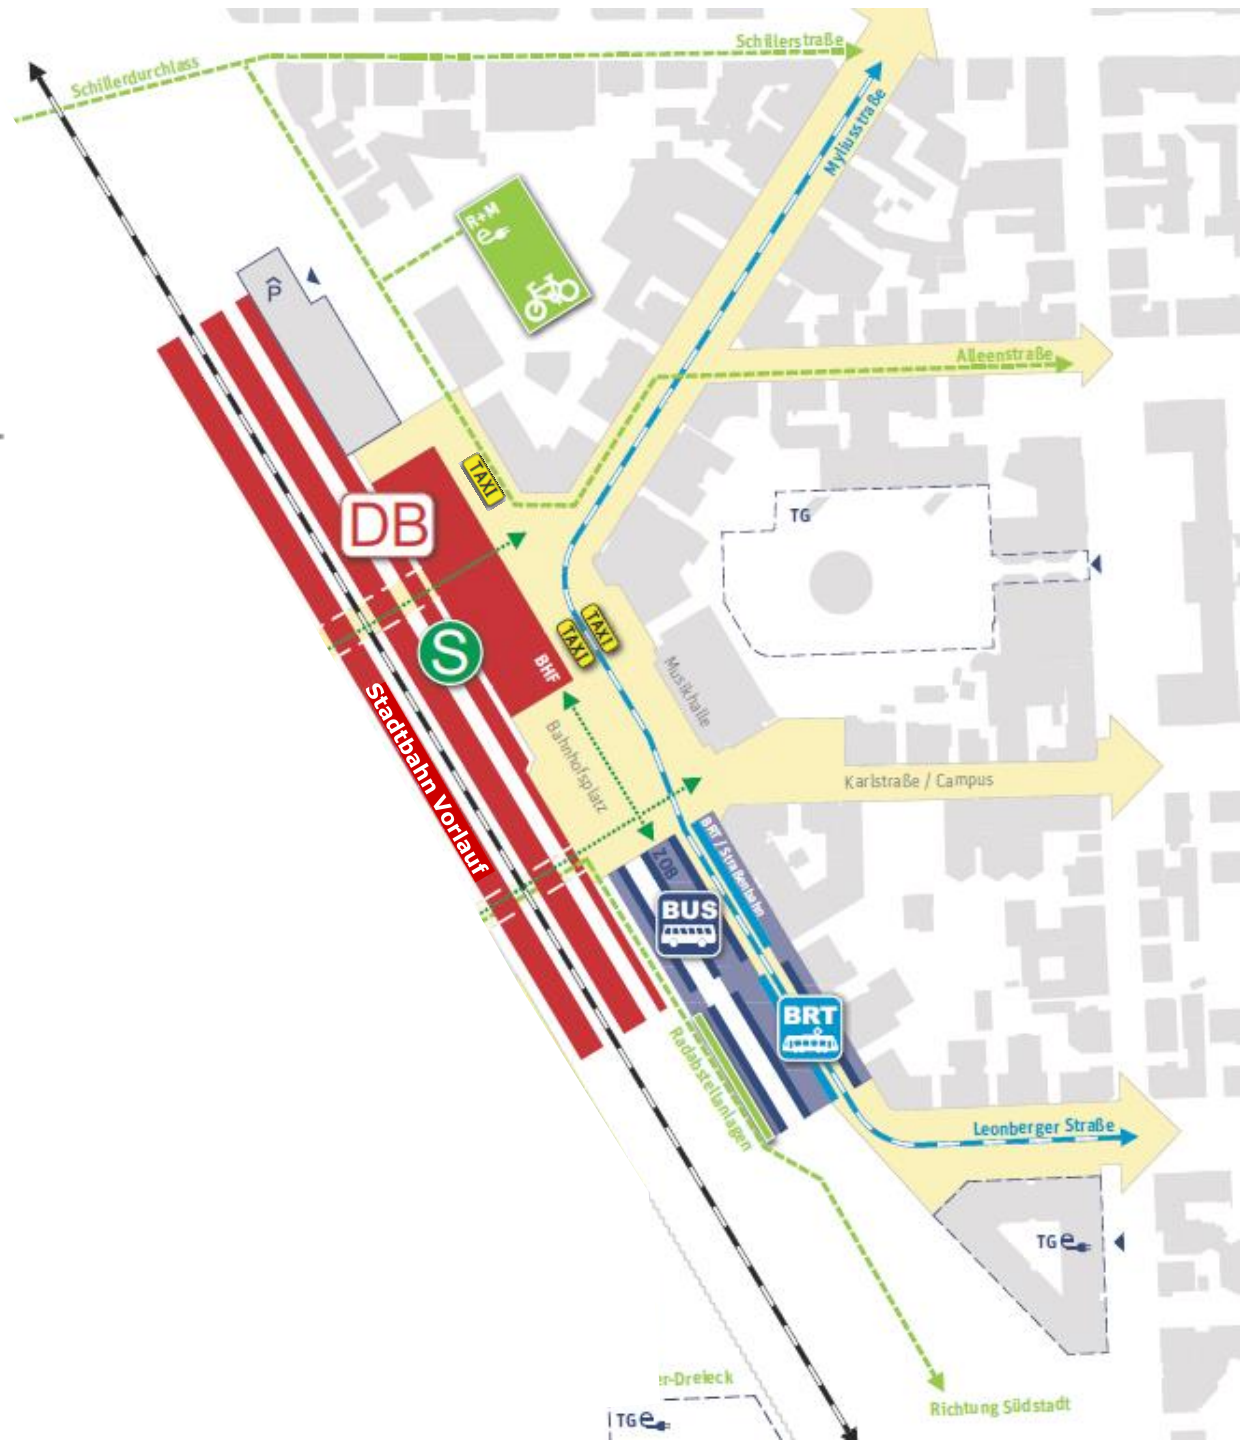 Schillerstraße
Schillerdurchlass
Myliusstraße
R+M
e
P
Alleenstraße
TAXI
DB
TG
TAXI
TAXI
S
BHF
Musikhalle
Stadtbahn Vorlauf
Bahnhofsplatz
Karlstraße / Campus
BRT / Straßenbahn
ZOB
BUS
BRT
Radabstellanlagen
Leonberger Straße
TG e
er-Dreieck
Richtung Südstadt
TG e